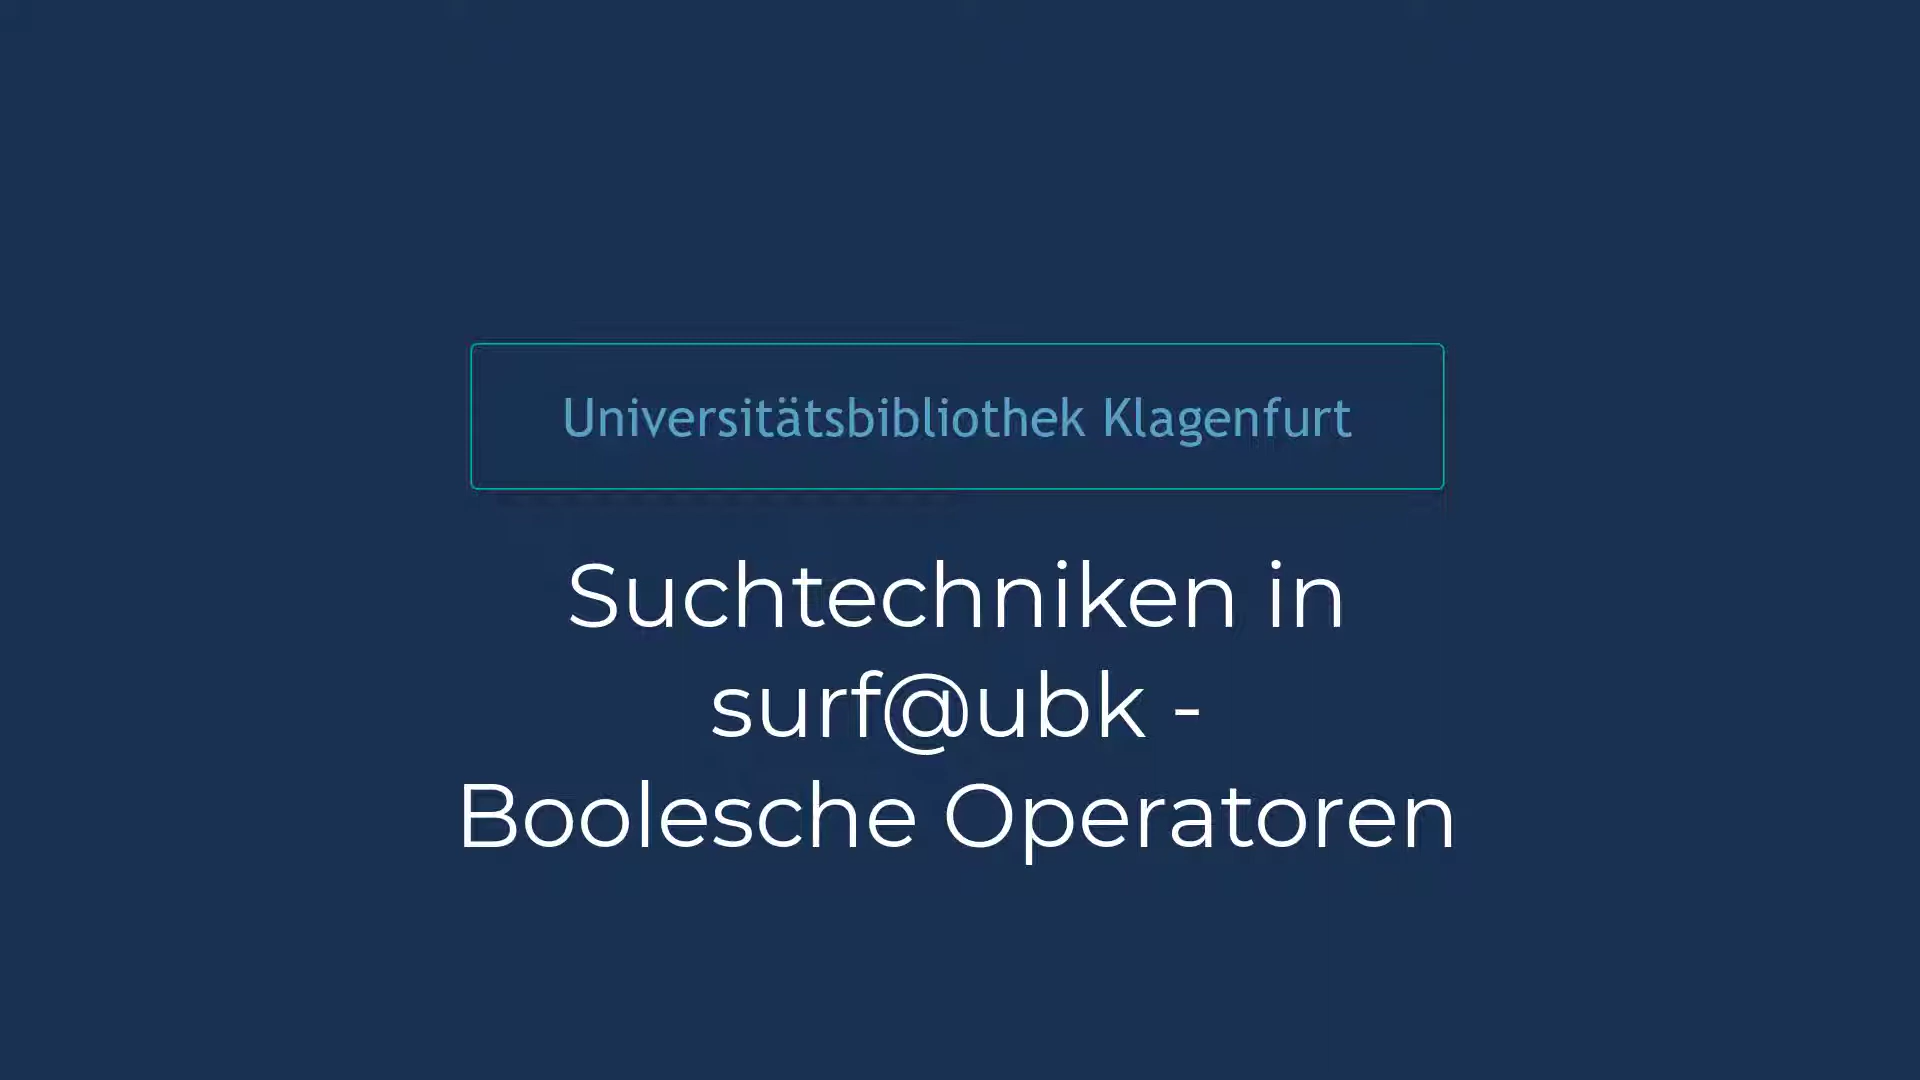 Universitätsbibliothek Klagenfurt
Suchtechniken in
surf@ubk -
Boolesche Operatoren